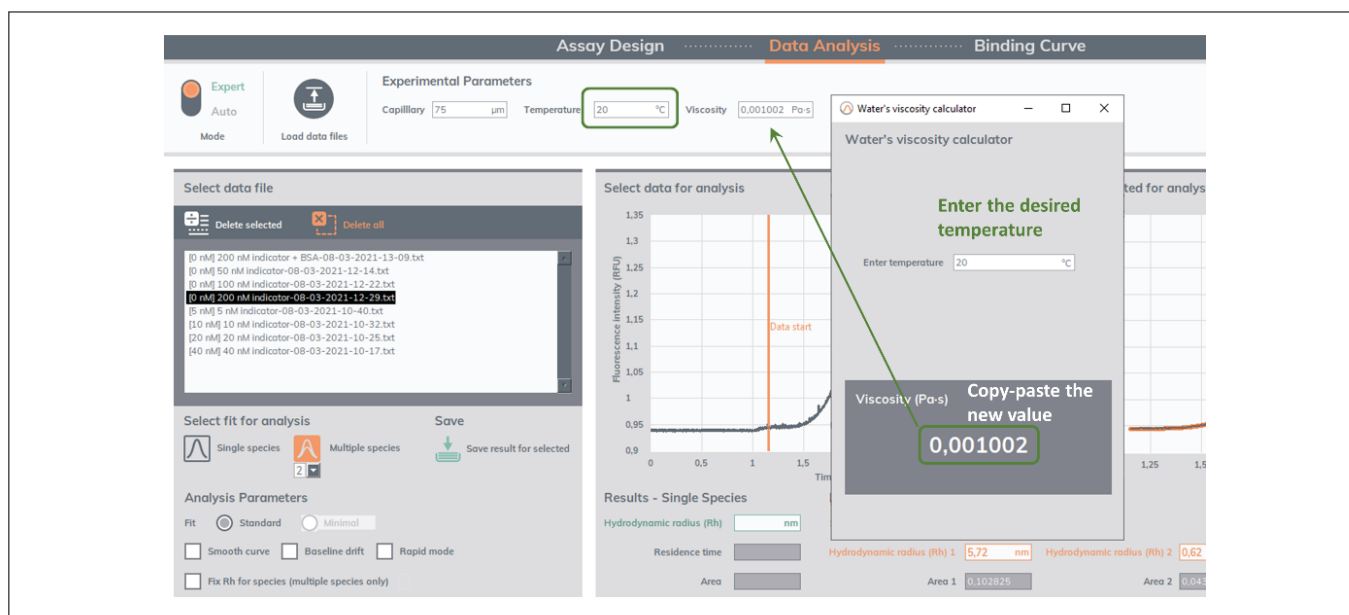 Assay Design ............. Data Analysis ............. Binding Curve
Expert
Auto
Mode
Load data files
Experimental Parameters
Capilllary 75 µm Temperature 20 °C Viscosity 0,001002 Pa·s
Water's viscosity calculator
Water's viscosity calculator
Enter the desired
temperature
Enter temperature 20 °C
Viscosity (Pa·s)
Copy-paste the
new value
0,001002
Select data file
Delete selected
Delete all
[0 nM] 200 nM indicator + BSA-08-03-2021-13-09.txt
[0 nM] 50 nM indicator-08-03-2021-12-14.txt
[0 nM] 100 nM indicator-08-03-2021-12-22.txt
[0 nM] 200 nM indicator-08-03-2021-12-29.txt
[5 nM] 5 nM indicator-08-03-2021-10-40.txt
[10 nM] 10 nM indicator-08-03-2021-10-32.txt
[20 nM] 20 nM indicator-08-03-2021-10-25.txt
[40 nM] 40 nM indicator-08-03-2021-10-17.txt
Select fit for analysis
Single species
Multiple species
2
Save
Save result for selected
Analysis Parameters
Fit Standard Minimal
Smooth curve Baseline drift Rapid mode
Fix Rh for species (multiple species only)
Select data for analysis
Fluorescence intensity (RFU)
1,35
1,3
1,25
1,2
1,15
1,1
1,05
1
0,95
0,9
Data start
0 0,5 1 1,5
Tim
ted for analys
1,25 1,5
Results - Single Species
Hydrodynamic radius (Rh) nm
Residence time
Area
Hydrodynamic radius (Rh) 1 5,72 nm Hydrodynamic radius (Rh) 2 0,62
Area 1 0,102825 Area 2 0,043